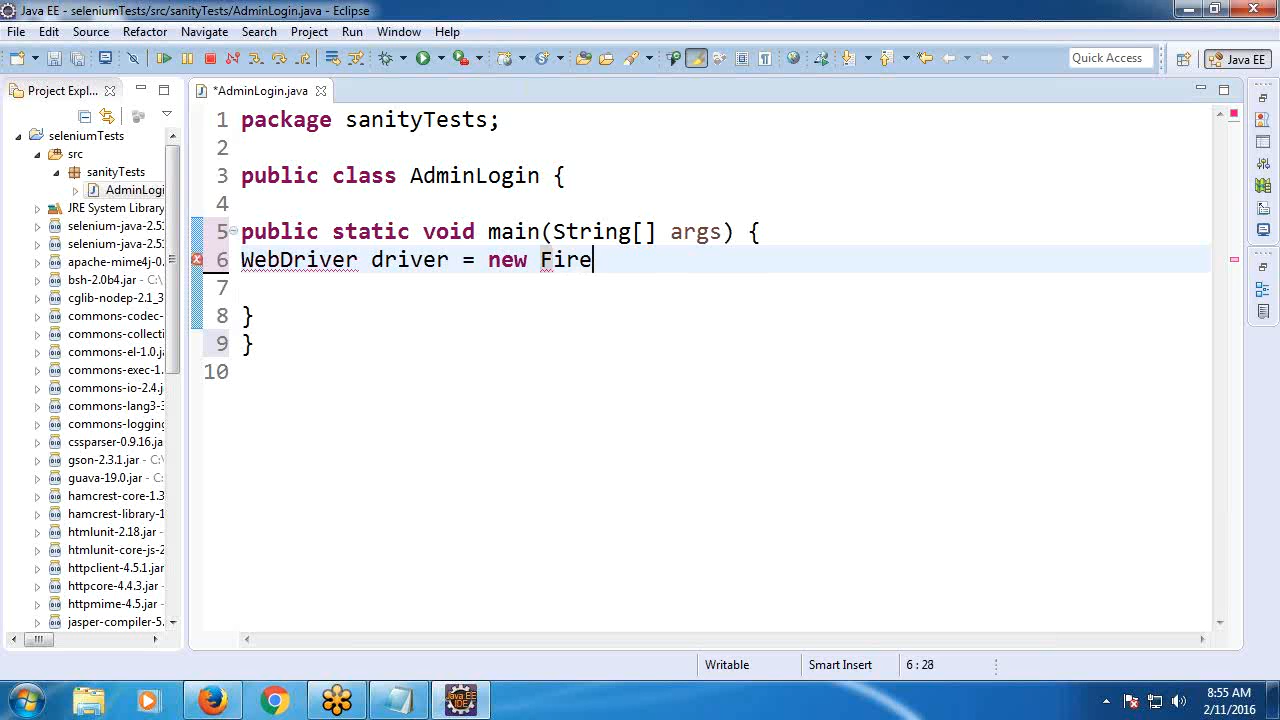 Java EE - seleniumTests/src/sanityTests/AdminLogin.java - Eclipse
File Edit Source Refactor Navigate Search Project Run Window Help
Quick Access
Java EE
Project Expl...
*AdminLogin.java
seleniumTests
src
sanityTests
AdminLogi
JRE System Library
selenium-java-2.5
selenium-java-2.5
apache-mime4j-0.
bsh-2.0b4.jar -
cglib-nodep-2.1_3
commons-codec-
commons-collecti
commons-el-1.0.ja
commons-exec-1.
commons-io-2.4.j
commons-lang3-3
commons-logging
cssparser-0.9.16.jar
gson-2.3.1.jar - C:\
guava-19.0.jar - C:\
hamcrest-core-1.3
hamcrest-library-1
htmlunit-2.18.jar -
htmlunit-core-js-2
httpclient-4.5.1.jar
httpcore-4.4.3.jar -
httpmime-4.5.jar -
jasper-compiler-5.
1 package sanityTests;
2
3 public class AdminLogin {
4
5 public static void main(String[] args) {
6 WebDriver driver = new Fire
7
8 }
9 }
10
Writable
Smart Insert
6 : 28
Java EE
IDE
8:55 AM
2/11/2016